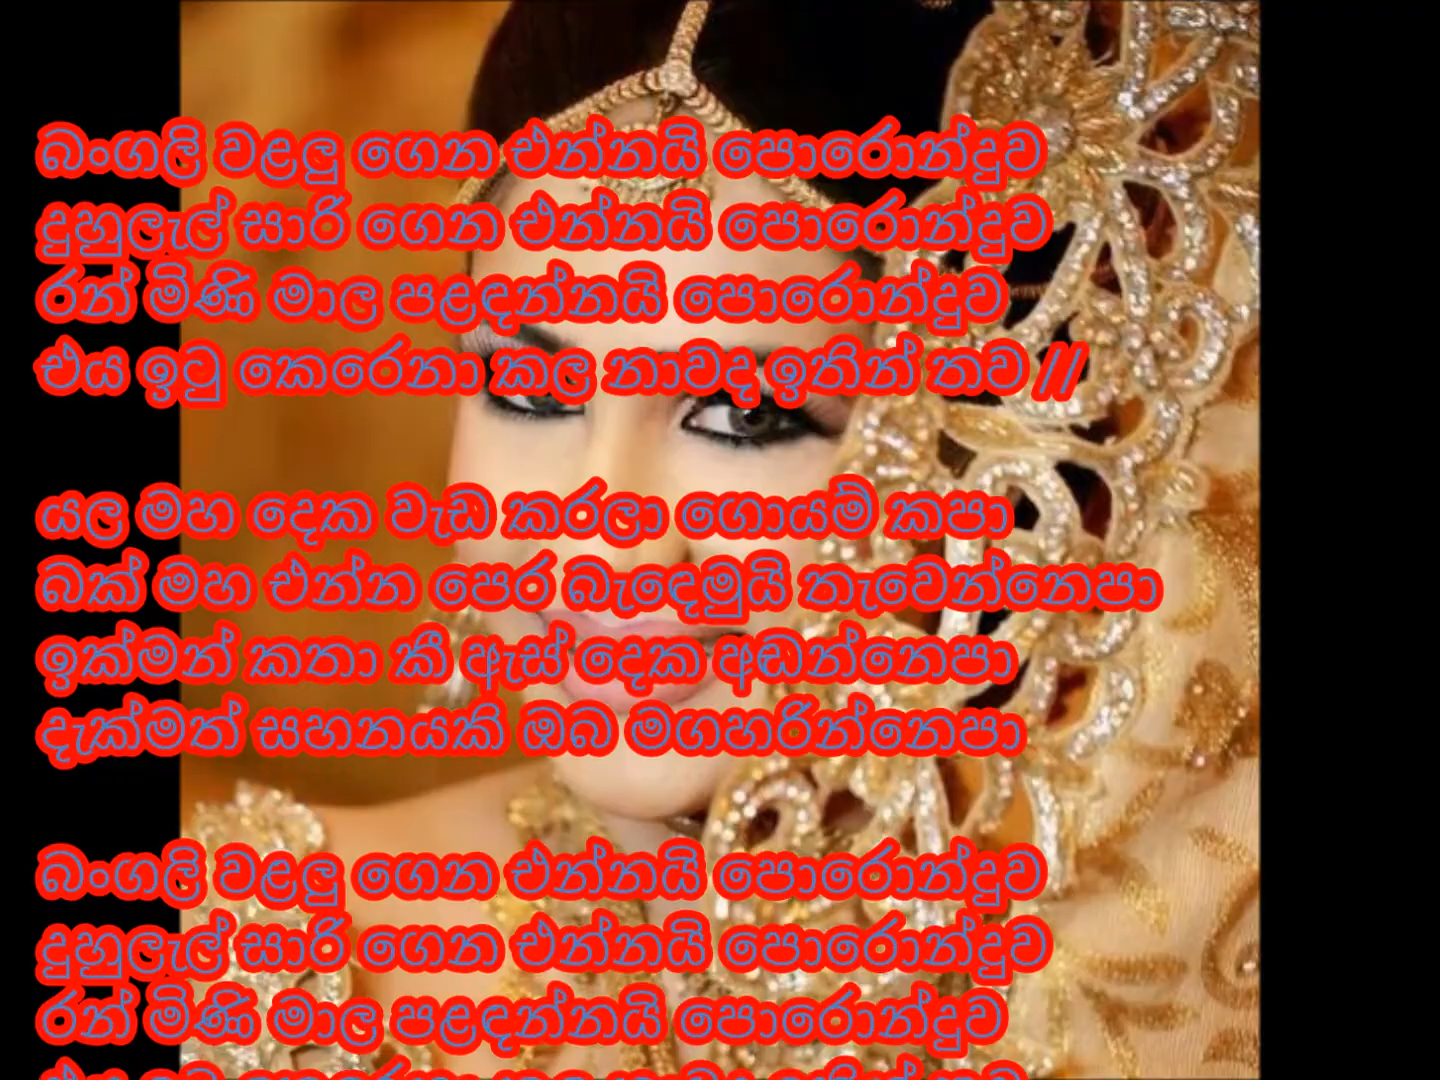 බංගලි වළලු ගෙන එන්නයි පොරොන්දුව
දුහුලැල් සාරි ගෙන එන්නයි පොරොන්දුව
රන් මිණි මාල පළඳන්නයි පොරොන්දුව
එය ඉටු කෙරෙනා කල නාවද ඉතින් තව //
යල මහ දෙක වැඩ කරලා ගොයම් කපා
බක් මහ එන්න පෙර බැඳෙමුයි තැවෙන්නෙපා
ඉක්මන් කතා කී ඇස් දෙක අඬන්නෙපා
දැක්මත් සහනයකි ඔබ මගහරින්නෙපා
බංගලි වළලු ගෙන එන්නයි පොරොන්දුව
දුහුලැල් සාරි ගෙන එන්නයි පොරොන්දුව
රන් මිණි මාල පළඳන්නයි පොරොන්දුව